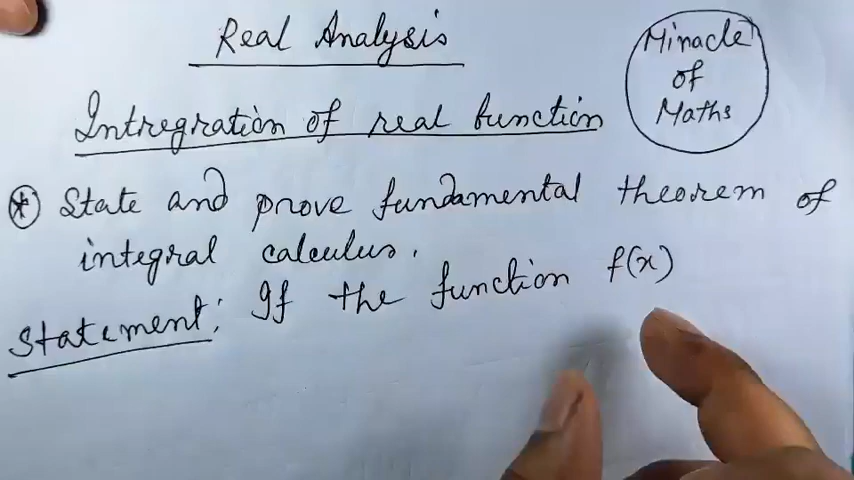 Real Analysis
Miracle
of
Maths
Intregration of real function
* State and prove fundamental theorem of
integral calculus.
Statement: If the function f(x)